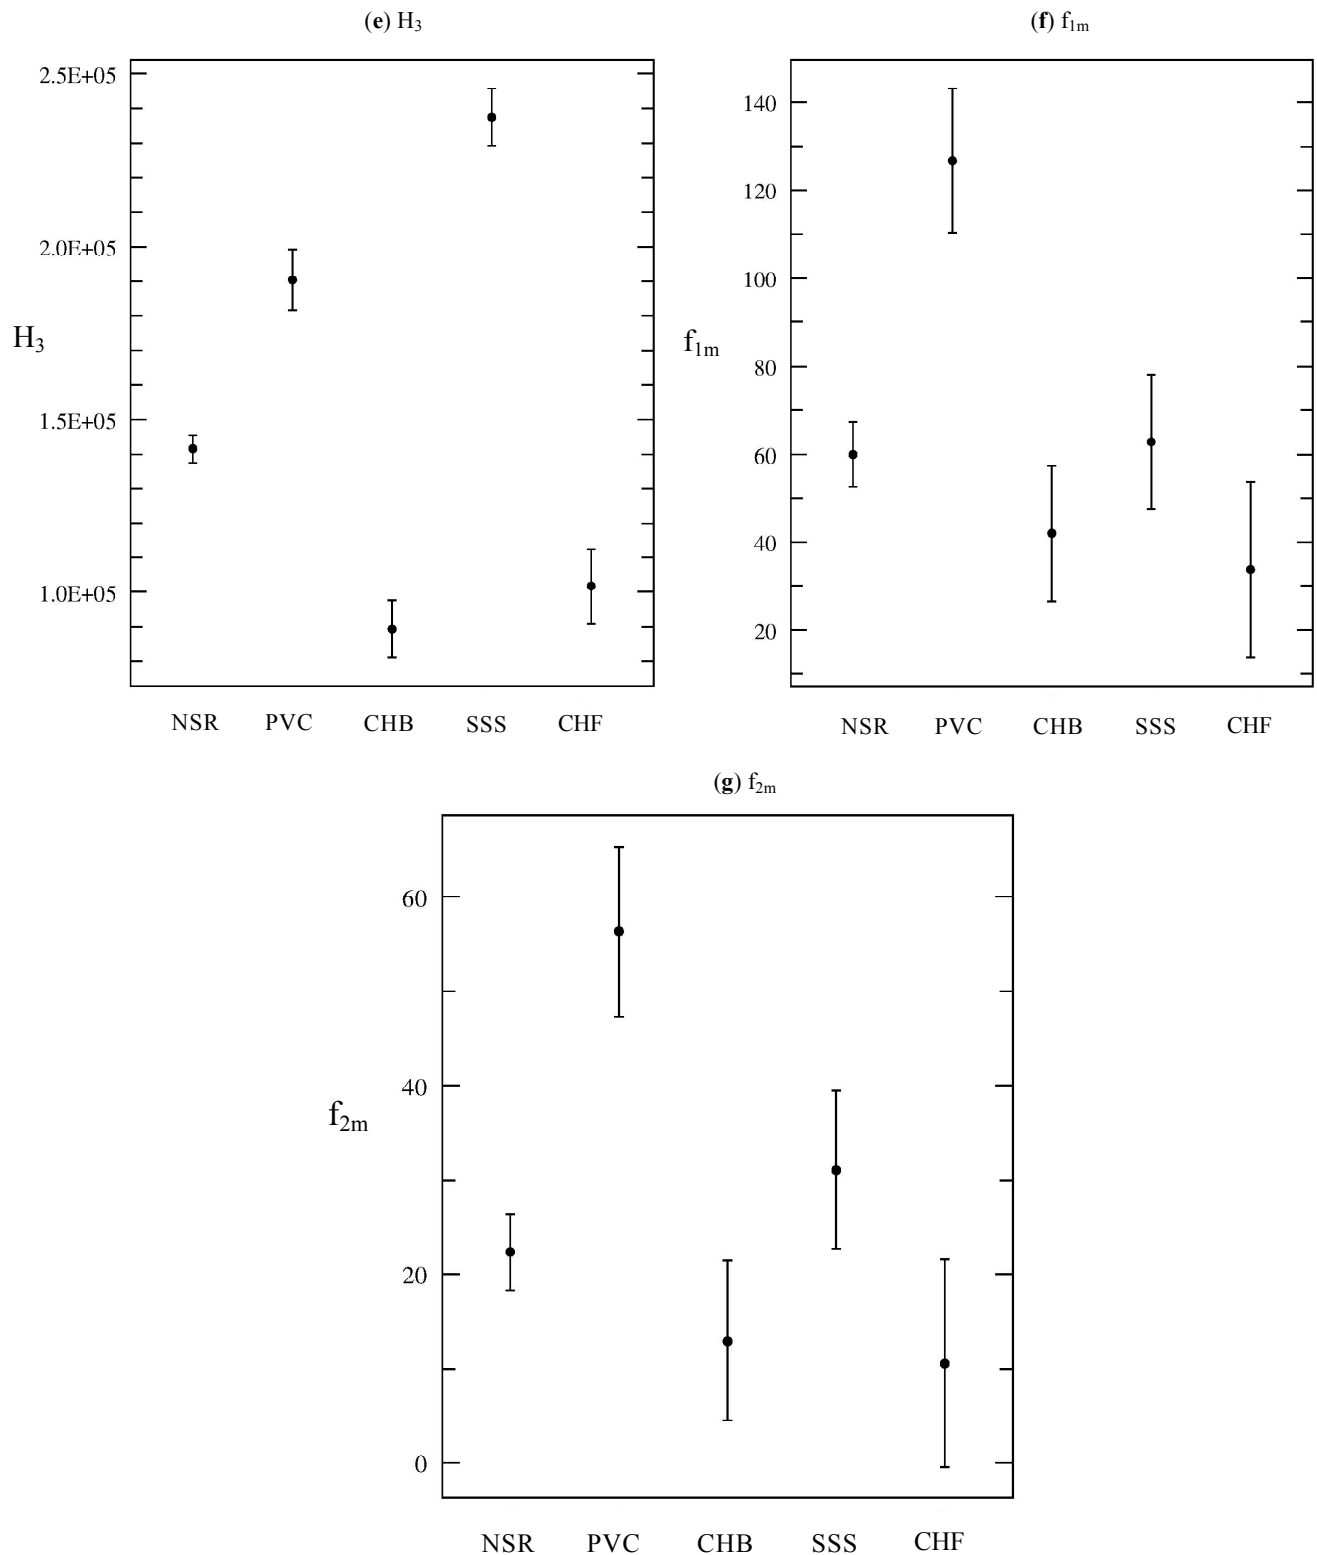 (e) H₃
2.5E+05
2.0E+05
H₃
1.5E+05
1.0E+05
NSR PVC CHB SSS CHF
(f) f₁ₘ
140
120
100
f₁ₘ
80
60
40
20
NSR PVC CHB SSS CHF
(g) f₂ₘ
60
40
f₂ₘ
20
0
NSR PVC CHB SSS CHF